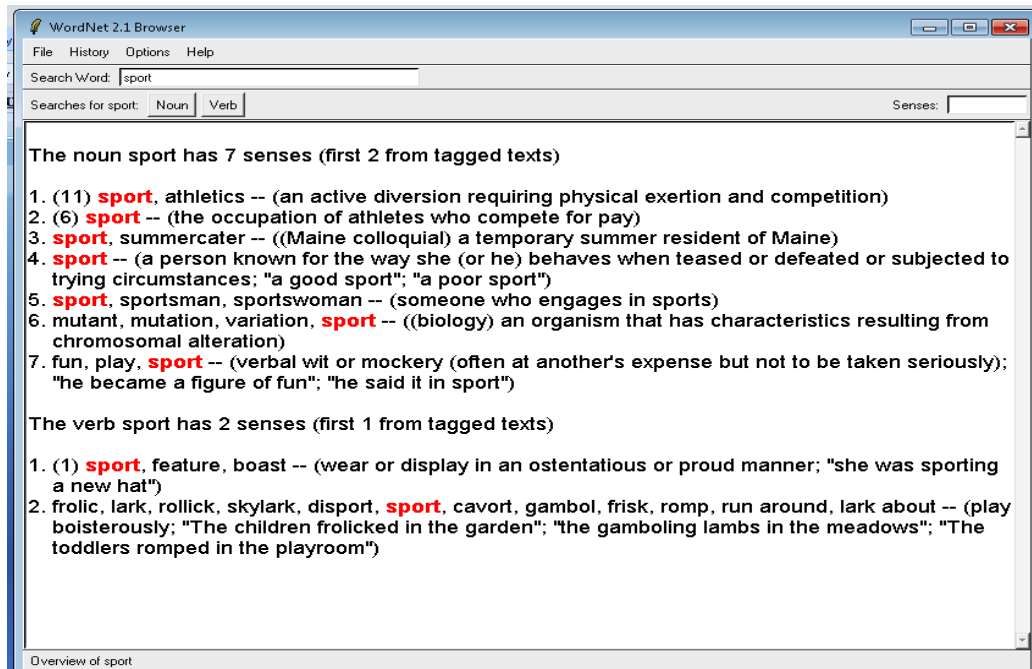 WordNet 2.1 Browser
File History Options Help
Search Word: sport
Searches for sport: Noun Verb Senses:
The noun sport has 7 senses (first 2 from tagged texts)
1. (11) sport, athletics -- (an active diversion requiring physical exertion and competition)
2. (6) sport -- (the occupation of athletes who compete for pay)
3. sport, summercater -- ((Maine colloquial) a temporary summer resident of Maine)
4. sport -- (a person known for the way she (or he) behaves when teased or defeated or subjected to
trying circumstances; "a good sport"; "a poor sport")
5. sport, sportsman, sportswoman -- (someone who engages in sports)
6. mutant, mutation, variation, sport -- ((biology) an organism that has characteristics resulting from
chromosomal alteration)
7. fun, play, sport -- (verbal wit or mockery (often at another's expense but not to be taken seriously);
"he became a figure of fun"; "he said it in sport")
The verb sport has 2 senses (first 1 from tagged texts)
1. (1) sport, feature, boast -- (wear or display in an ostentatious or proud manner; "she was sporting
a new hat")
2. frolic, lark, rollick, skylark, disport, sport, cavort, gambol, frisk, romp, run around, lark about -- (play
boisterously; "The children frolicked in the garden"; "the gamboling lambs in the meadows"; "The
toddlers romped in the playroom")
Overview of sport